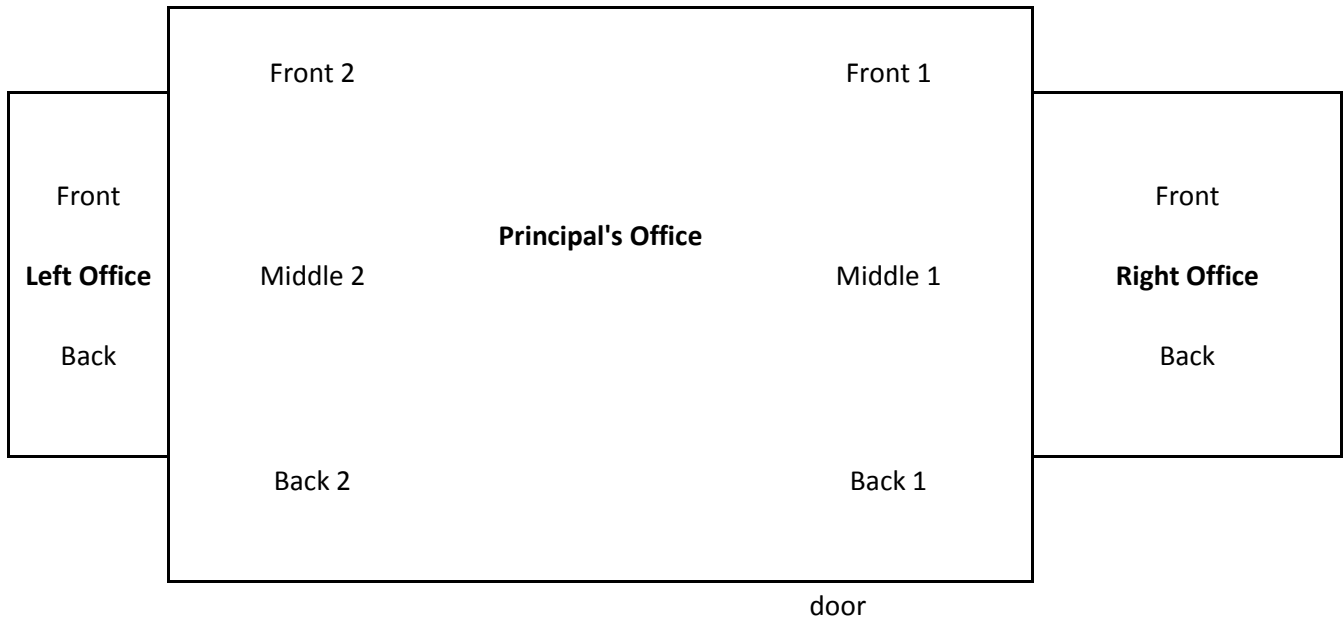 Front 2
Front 1
Front
Front
Principal's Office
Left Office
Middle 2
Middle 1
Right Office
Back
Back
Back 2
Back 1
door